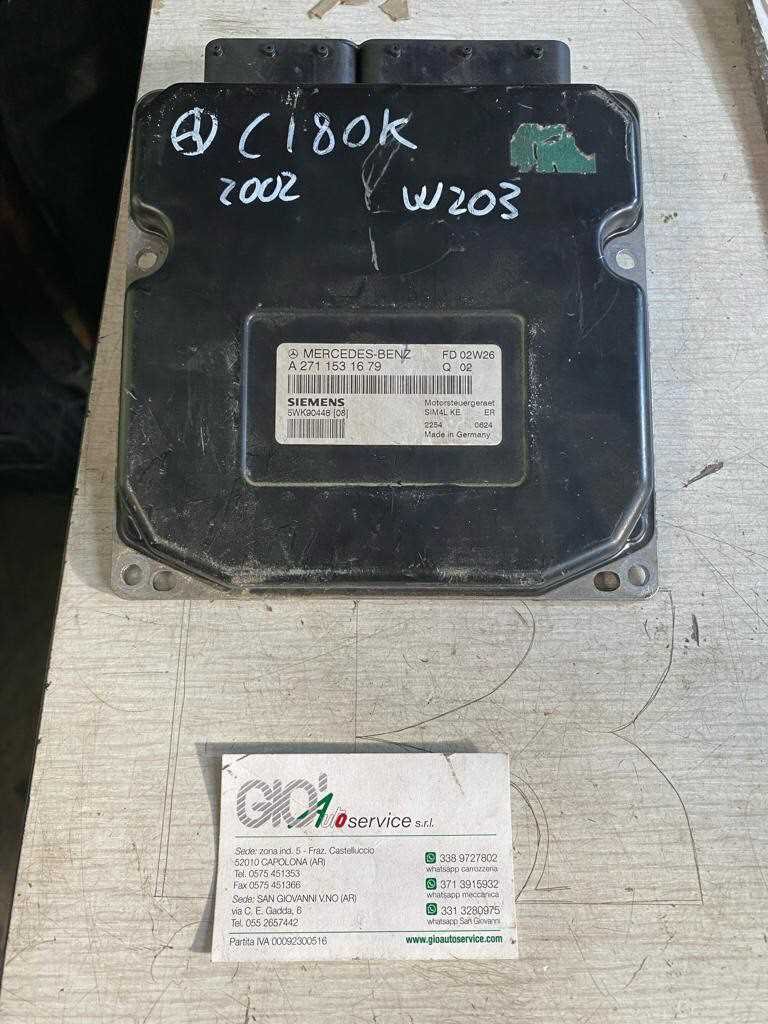 C180K
2002
W203
MERCEDES-BENZ FD 02W26
A 271 153 16 79 Q 02
SIEMENS Motorsteuergeraet
5WK90448 [08] SIM4L KE ER
2254 0624
Made in Germany
GIO' Autoservice s.r.l.
Sede: zona ind. 5 - Fraz. Castelluccio
52010 CAPOLONA (AR)
Tel. 0575 451353
Fax 0575 451366
Sede: SAN GIOVANNI V.NO (AR)
via C. E. Gadda, 6
Tel. 055 2657442
Partita IVA 00092300516
338 9727802
whatsapp carrozzeria
371 3915932
whatsapp meccanica
331 3280975
whatsapp San Giovanni
www.gioautoservice.com